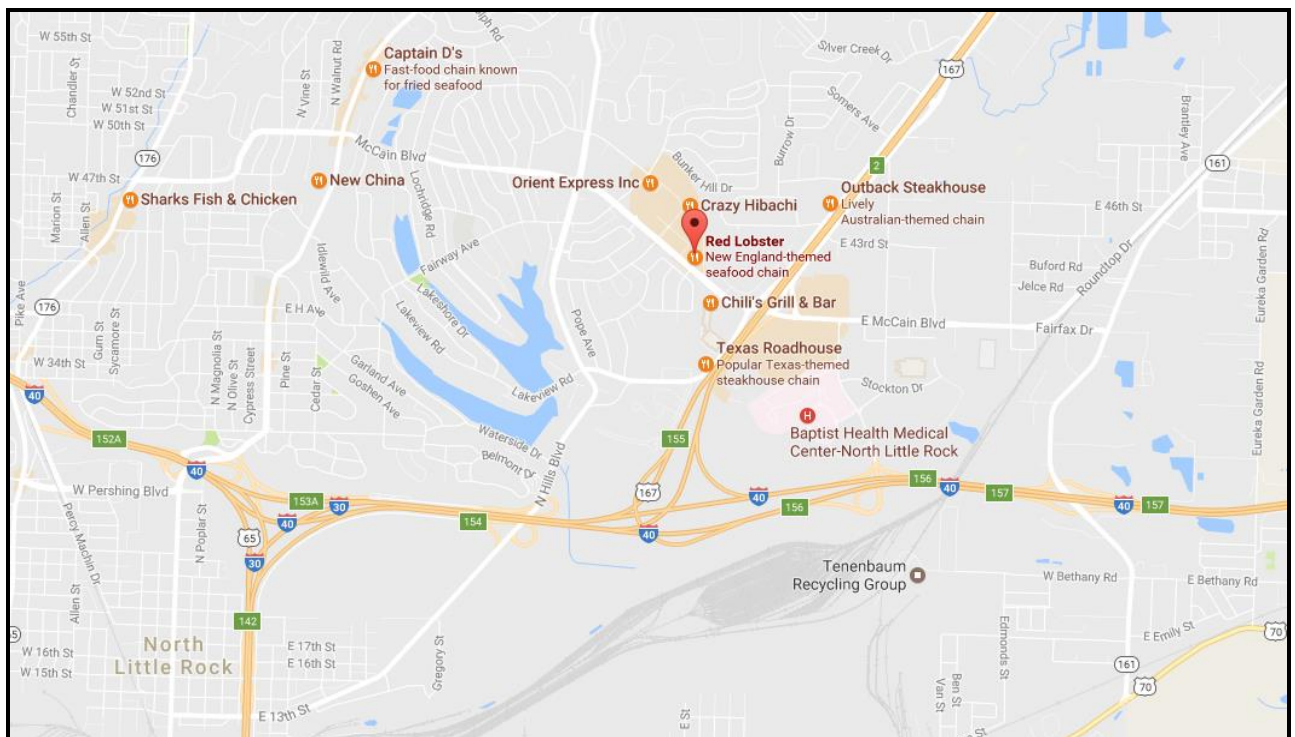 W 55th St
Chandler St
W 52nd St
W 51st St
W 50th St
N Vine St
N Walnut Rd
Captain D's
Fast-food chain known
for fried seafood
Silver Creek Dr
167
Somers Ave
Brantley Ave
161
176
McCain Blvd
Burrow Dr
2
W 47th St
Sharks Fish & Chicken
New China
Orient Express Inc
Bunker Hill Dr
Crazy Hibachi
Outback Steakhouse
Lively
Australian-themed chain
E 46th St
Marion St
Allen St
Lochridge Rd
Fairway Ave
Idlewild Ave
Red Lobster
New England-themed
seafood chain
E 43rd St
Buford Rd
Jelce Rd
Roundtop Dr
Eureka Garden Rd
Pike Ave
176
Gum St
Sycamore St
E H Ave
Lakeshore Dr
Lakeview Rd
Pope Ave
Chili's Grill & Bar
E McCain Blvd
Fairfax Dr
W 34th St
N Magnolia St
N Olive St
Cypress Street
Pine St
Cedar St
Garland Ave
Goshen Ave
Lakeview Rd
Texas Roadhouse
Popular Texas-themed
steakhouse chain
Stockton Dr
40
H
Baptist Health Medical
Center-North Little Rock
Eureka Garden Rd
152A
Waterside Dr
Belmont Dr
N Hills Blvd
155
40
W Pershing Blvd
153A
30
40
154
167
40
156
40
156
40
157
40
157
Percy Machin Dr
N Poplar St
65
30
Tenenbaum
Recycling Group
W Bethany Rd
E Bethany Rd
Allen St
142
North
Little Rock
E 17th St
E 16th St
W 16th St
W 15th St
Gregory St
E 13th St
E St
Edmonds St
Ben St
Van St
E Emily St
70
161
70